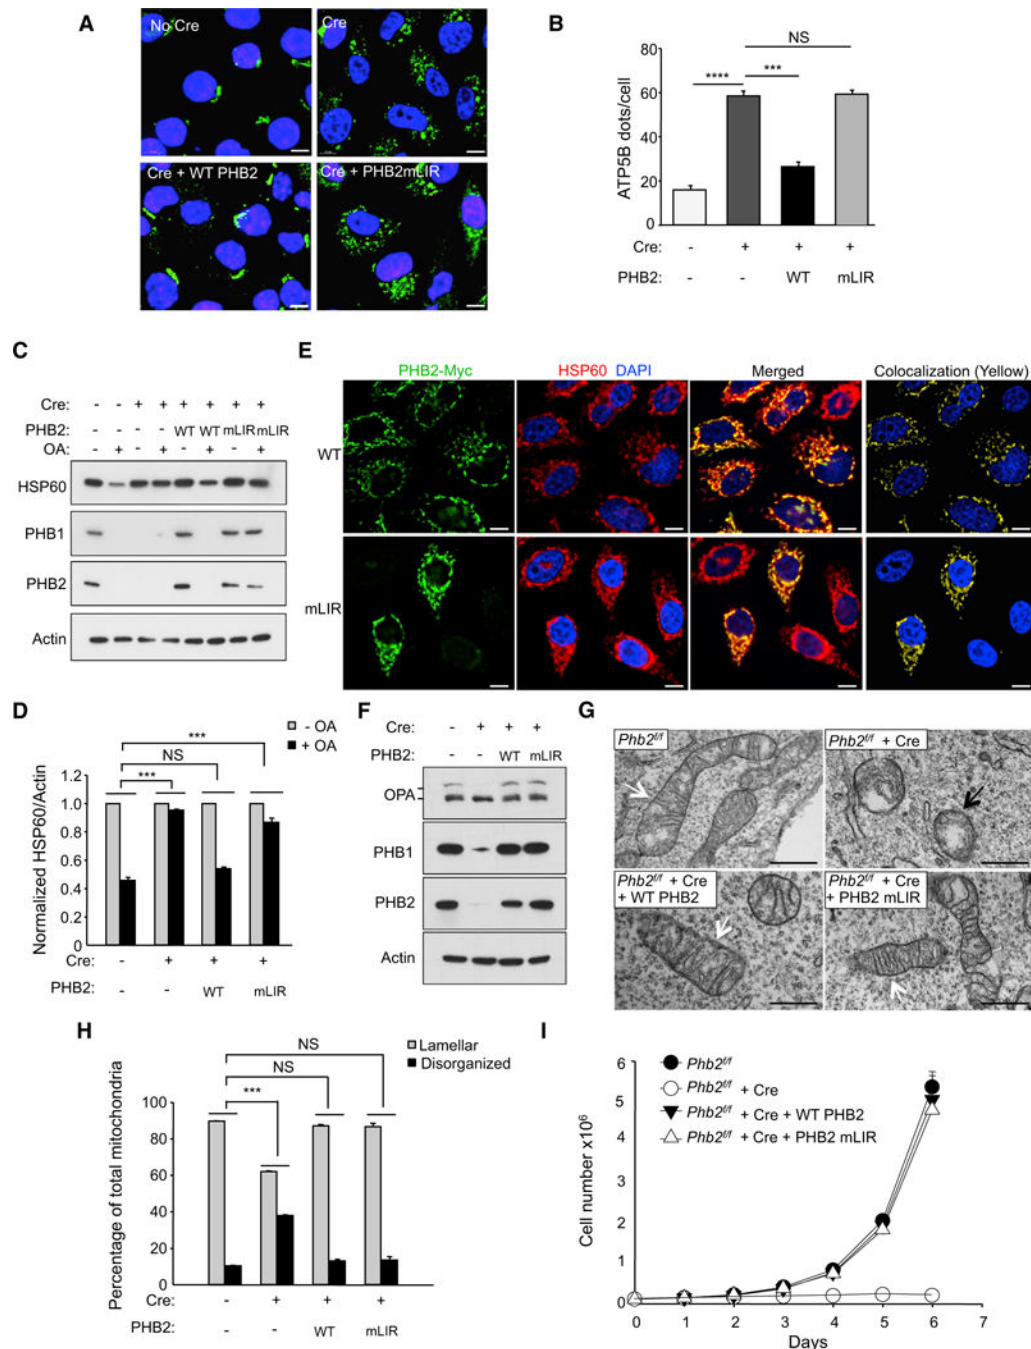 A
No Cre
Cre
Cre + WT PHB2
Cre + PHB2mLIR
B
NS
****
***
ATP5B dots/cell
80
60
40
20
0
Cre: - + + +
PHB2: - - WT mLIR
C
Cre: - - + + + + + +
PHB2: - - - - WT WT mLIR mLIR
OA: - + - + - + - +
HSP60
PHB1
PHB2
Actin
E
PHB2-Myc
HSP60 DAPI
Merged
Colocalization (Yellow)
WT
mLIR
D
- OA
+ OA
***
NS
***
Normalized HSP60/Actin
1.2
1.0
0.8
0.6
0.4
0.2
0
Cre: - + + +
PHB2: - - WT mLIR
F
Cre: - + + +
PHB2: - - WT mLIR
OPA
PHB1
PHB2
Actin
G
Phb2f/f
Phb2f/f + Cre
Phb2f/f + Cre
+ WT PHB2
Phb2f/f + Cre
+ PHB2 mLIR
H
NS
NS
***
Lamellar
Disorganized
Percentage of total mitochondria
100
80
60
40
20
0
Cre: - + + +
PHB2: - - WT mLIR
I
Phb2f/f
Phb2f/f + Cre
Phb2f/f + Cre + WT PHB2
Phb2f/f + Cre + PHB2 mLIR
Cell number x10⁶
6
5
4
3
2
1
0
0 1 2 3 4 5 6 7
Days